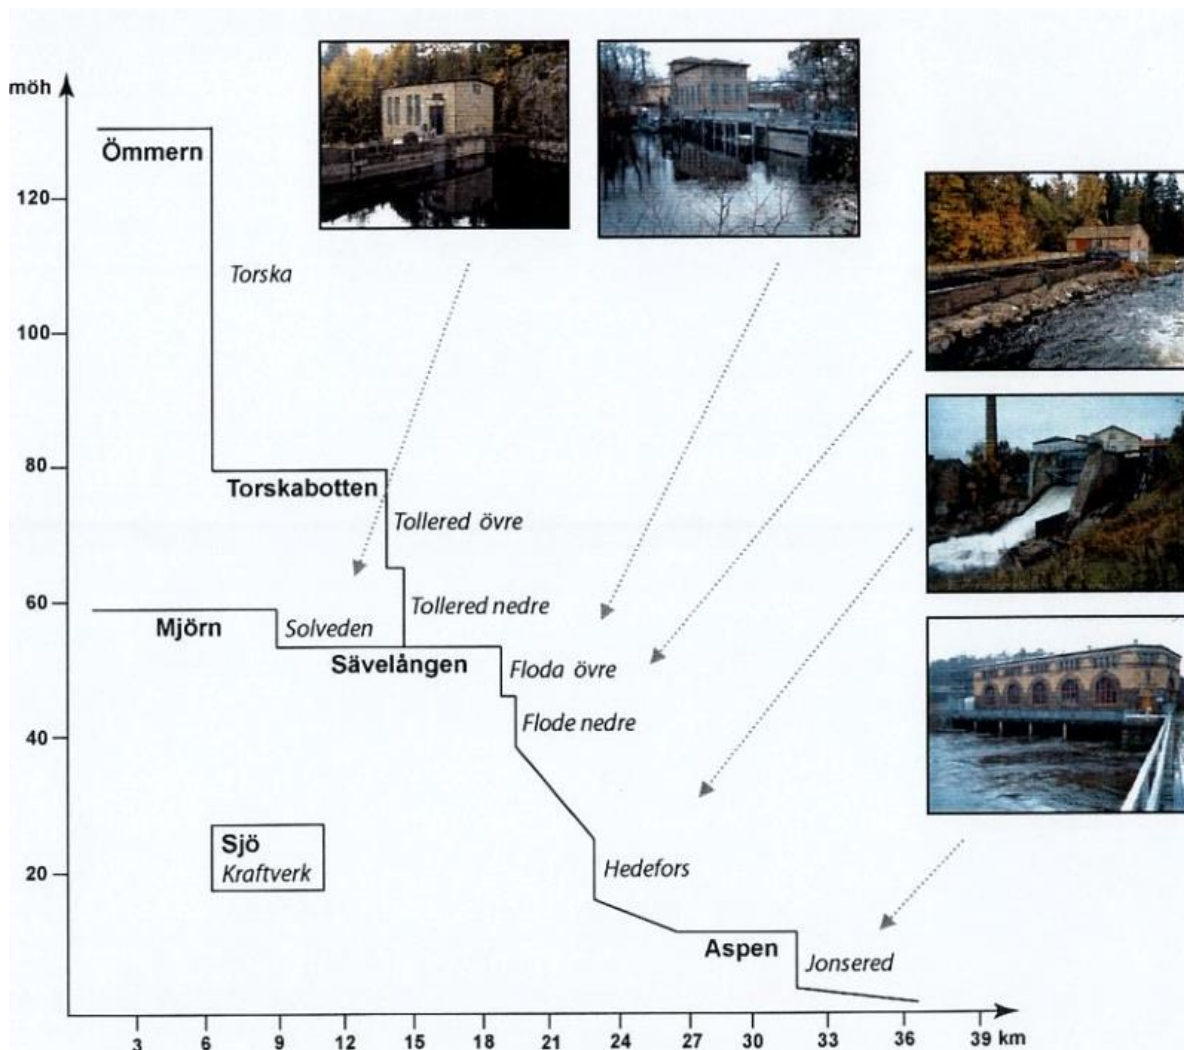 möh
Ömmern
120
Torska
100
80
Torskabotten
Tollered övre
60
Tollered nedre
Mjörn
Solveden
Sävelången
Floda övre
Flode nedre
40
Sjö
Kraftverk
20
Hedefors
Aspen
Jonsered
3 6 9 12 15 18 21 24 27 30 33 36 39 km